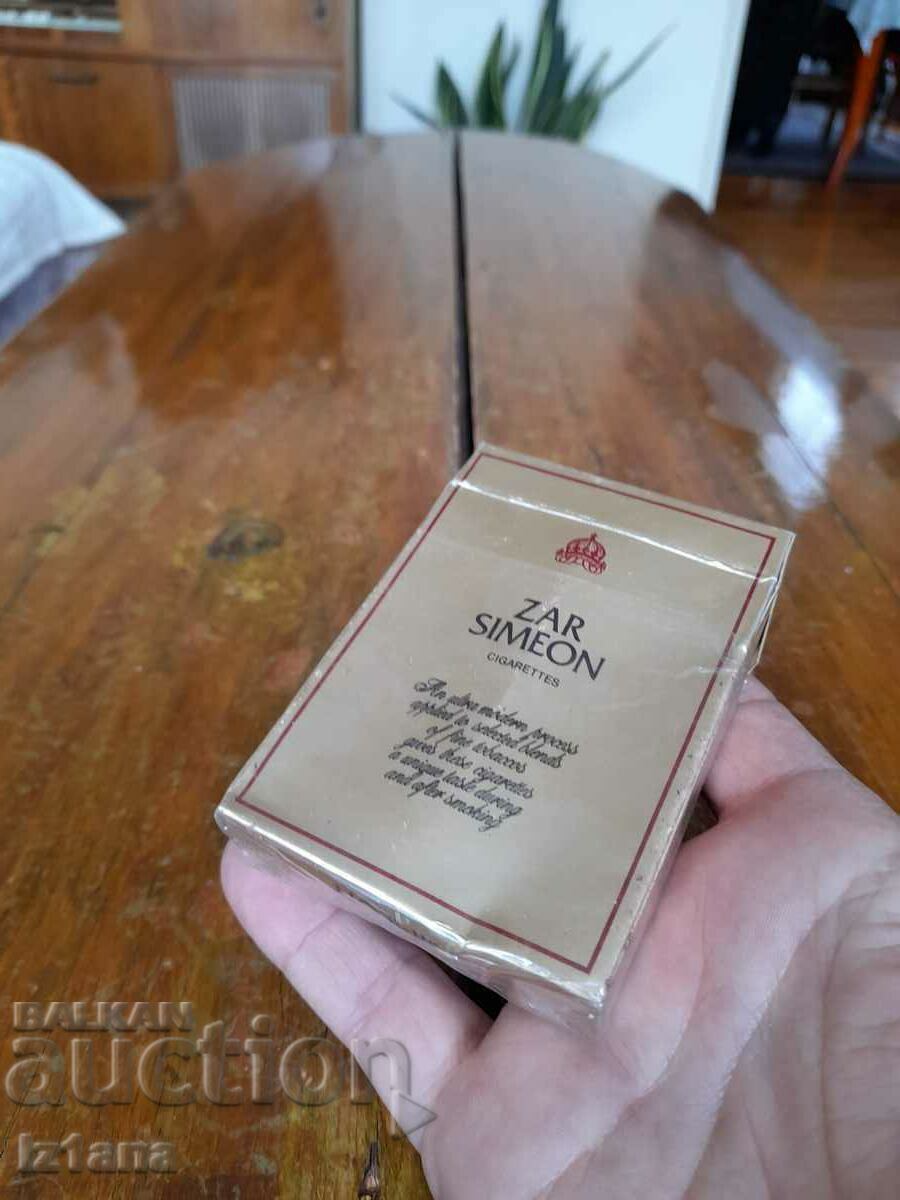 ZAR
SIMEON
CIGARETTES
An ultra modern process
applied to selected blends
of fine tobaccos
gives these cigarettes
a unique taste during
and after smoking
BALKAN
auction
Iz1ana